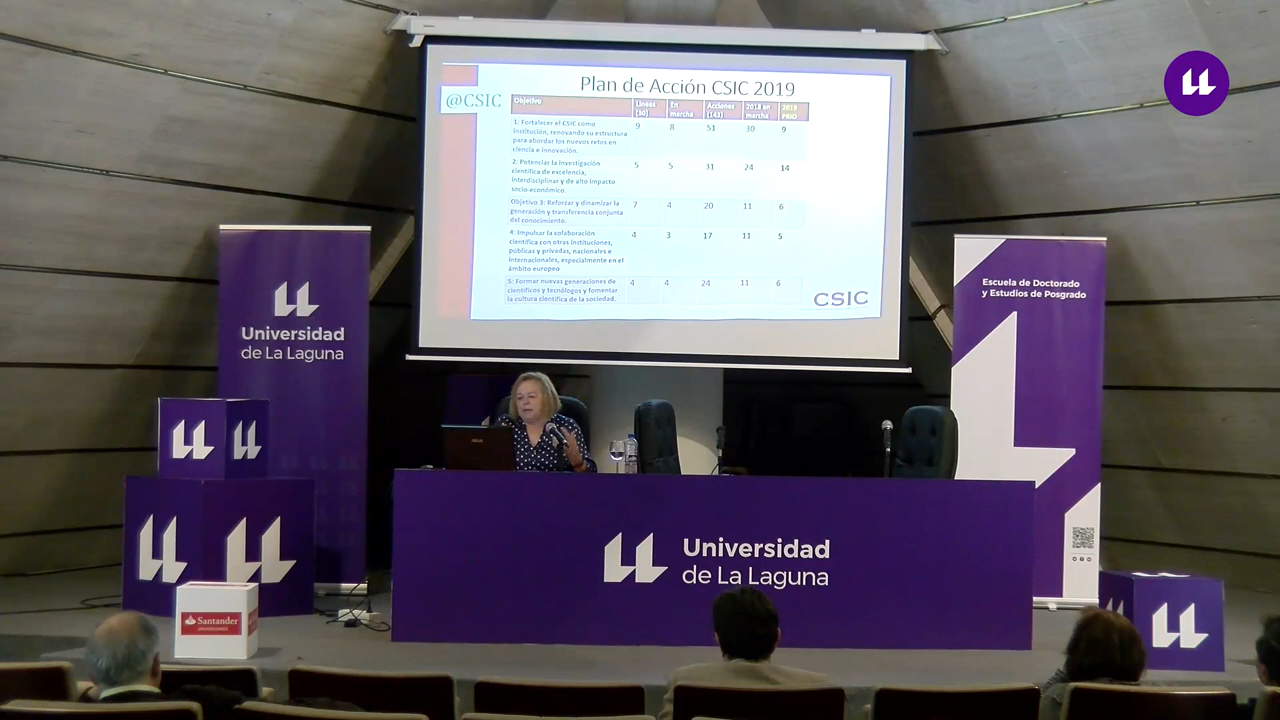 Plan de Acción CSIC 2019
@CSIC
Objetivo Líneas (30) En marcha Acciones (143) 2018 en marcha 2019 PRIO
1: Fortalecer el CSIC como 9 8 51 30 9
institución, renovando su estructura
para abordar los nuevos retos en
ciencia e innovación.
2: Potenciar la investigación 5 5 31 24 14
científica de excelencia,
interdisciplinar y de alto impacto
socio-económico.
Objetivo 3: Reforzar y dinamizar la 7 4 20 11 6
generación y transferencia conjunta
del conocimiento.
4: Impulsar la colaboración 4 3 17 11 5
científica con otras instituciones,
públicas y privadas, nacionales e
internacionales, especialmente en el
ámbito europeo
5: Formar nuevas generaciones de 4 4 24 11 6
científicos y tecnólogos y fomentar
la cultura científica de la sociedad.
CSIC
Universidad
de La Laguna
Escuela de Doctorado
y Estudios de Posgrado
Universidad
de La Laguna
Santander
UNIVERSIDADES